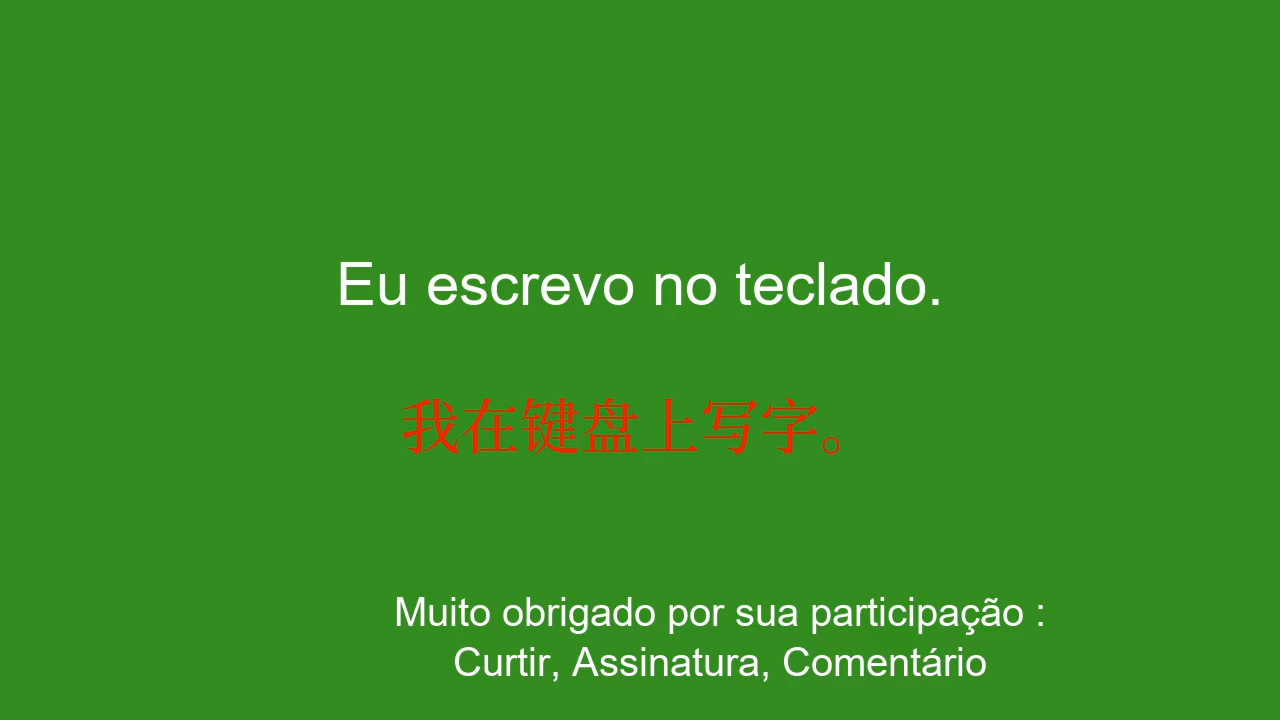 Eu escrevo no teclado.
我在键盘上写字。
Muito obrigado por sua participação :
Curtir, Assinatura, Comentário